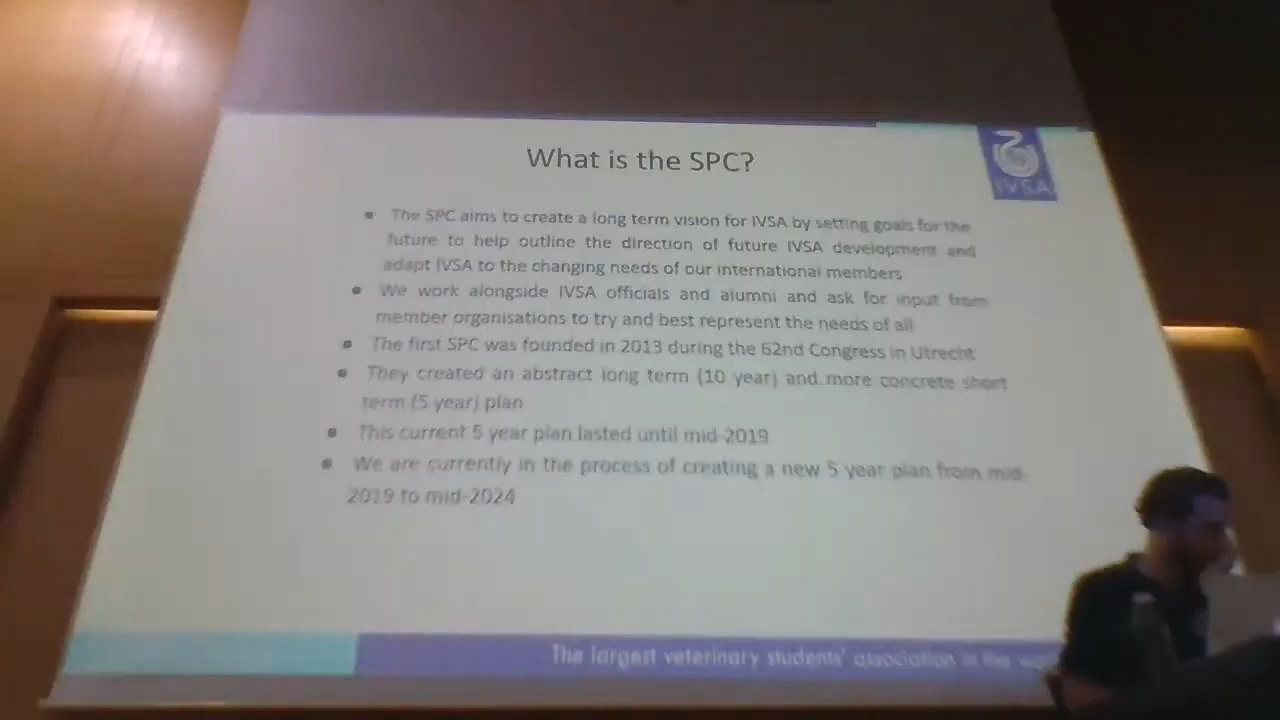 What is the SPC?
IVSA
• The SPC aims to create a long term vision for IVSA by setting goals for the
future to help outline the direction of future IVSA development and
adapt IVSA to the changing needs of our international members
• We work alongside IVSA officials and alumni and ask for input from
member organisations to try and best represent the needs of all
• The first SPC was founded in 2013 during the 62nd Congress in Utrecht
• They created an abstract long term (10 year) and more concrete short
term (5 year) plan
• This current 5 year plan lasted until mid-2019
• We are currently in the process of creating a new 5 year plan from mid-
2019 to mid-2024
The largest veterinary students' association in the